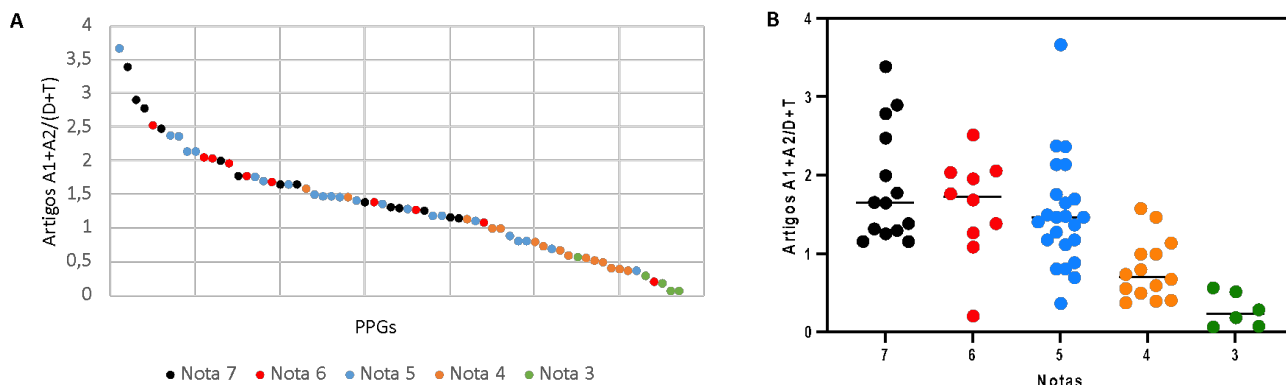 A
Artigos A1+A2/(D+T)
4
3,5
3
2,5
2
1,5
1
0,5
0
PPGs
Nota 7 Nota 6 Nota 5 Nota 4 Nota 3
B
Artigos A1+A2/D+T
4
3
2
1
0
7 6 5 4 3
Notas